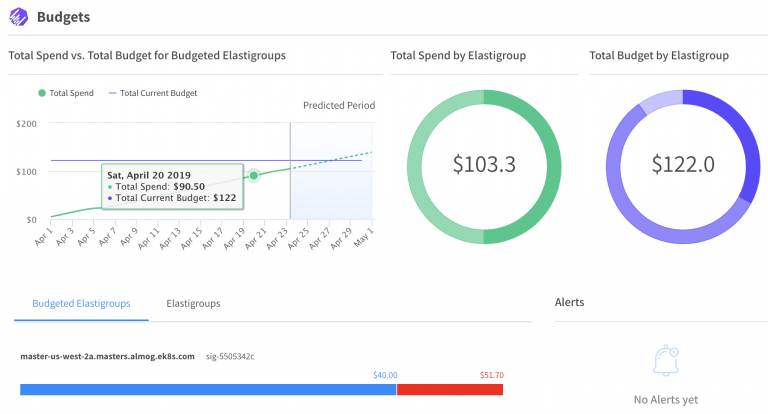 Budgets
Total Spend vs. Total Budget for Budgeted Elastigroups
Total Spend by Elastigroup
Total Budget by Elastigroup
Total Spend
Total Current Budget
Predicted Period
$200
$100
$0
Sat, April 20 2019
Total Spend: $90.50
Total Current Budget: $122
Apr 1
Apr 3
Apr 5
Apr 7
Apr 9
Apr 11
Apr 13
Apr 15
Apr 17
Apr 19
Apr 21
Apr 23
Apr 25
Apr 27
Apr 29
May 1
$103.3
$122.0
Budgeted Elastigroups
Elastigroups
Alerts
master-us-west-2a.masters.almog.ek8s.com sig-5505342c
$40.00
$51.70
No Alerts yet